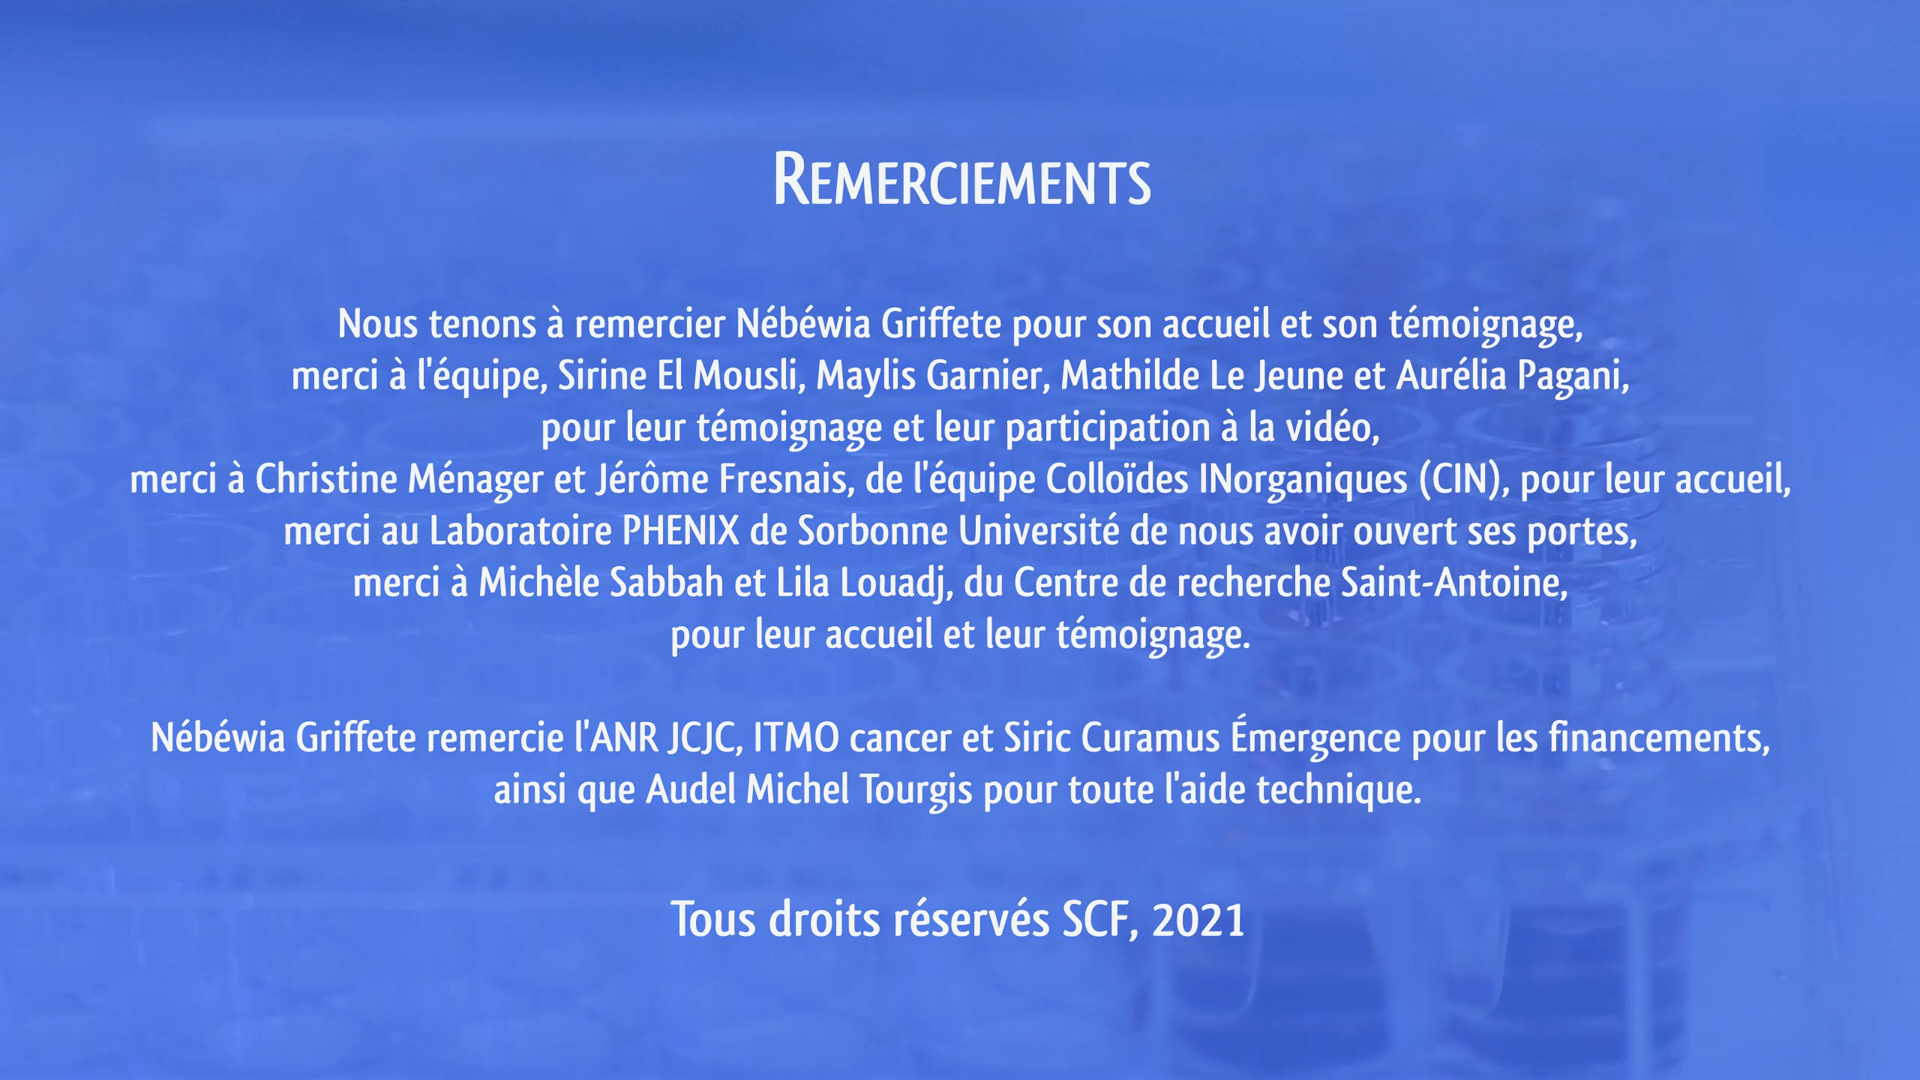 REMERCIEMENTS
Nous tenons à remercier Nébéwia Griffete pour son accueil et son témoignage,
merci à l'équipe, Sirine El Mousli, Maylis Garnier, Mathilde Le Jeune et Aurélia Pagani,
pour leur témoignage et leur participation à la vidéo,
merci à Christine Ménager et Jérôme Fresnais, de l'équipe Colloïdes INorganiques (CIN), pour leur accueil,
merci au Laboratoire PHENIX de Sorbonne Université de nous avoir ouvert ses portes,
merci à Michèle Sabbah et Lila Louadj, du Centre de recherche Saint-Antoine,
pour leur accueil et leur témoignage.
Nébéwia Griffete remercie l'ANR JCJC, ITMO cancer et Siric Curamus Émergence pour les financements,
ainsi que Audel Michel Tourgis pour toute l'aide technique.
Tous droits réservés SCF, 2021